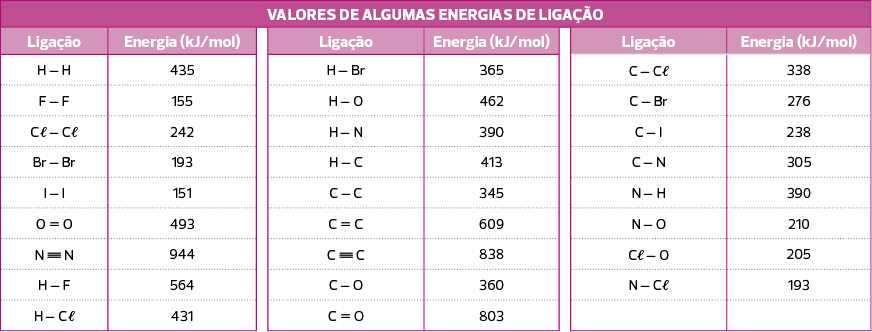 VALORES DE ALGUMAS ENERGIAS DE LIGAÇÃO
Ligação Energia (kJ/mol) Ligação Energia (kJ/mol) Ligação Energia (kJ/mol)
H – H 435 H – Br 365 C – Cℓ 338
F – F 155 H – O 462 C – Br 276
Cℓ – Cℓ 242 H – N 390 C – I 238
Br – Br 193 H – C 413 C – N 305
I – I 151 C – C 345 N – H 390
O = O 493 C = C 609 N – O 210
N ≡ N 944 C ≡ C 838 Cℓ – O 205
H – F 564 C – O 360 N – Cℓ 193
H – Cℓ 431 C = O 803